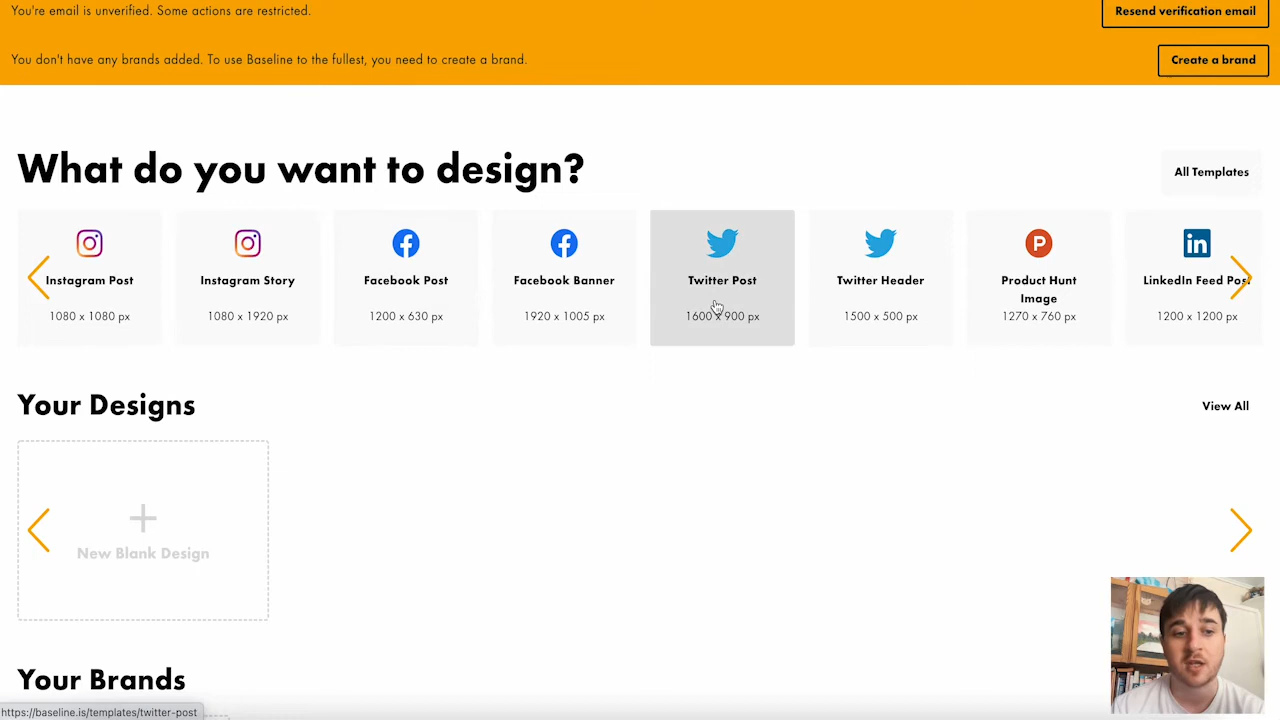 You're email is unverified. Some actions are restricted.
Resend verification email
You don't have any brands added. To use Baseline to the fullest, you need to create a brand.
Create a brand
What do you want to design?
All Templates
Instagram Post
1080 x 1080 px
Instagram Story
1080 x 1920 px
Facebook Post
1200 x 630 px
Facebook Banner
1920 x 1005 px
Twitter Post
1600 x 900 px
Twitter Header
1500 x 500 px
P
Product Hunt
Image
1270 x 760 px
in
LinkedIn Feed Post
1200 x 1200 px
Your Designs
View All
New Blank Design
Your Brands
https://baseline.is/templates/twitter-post